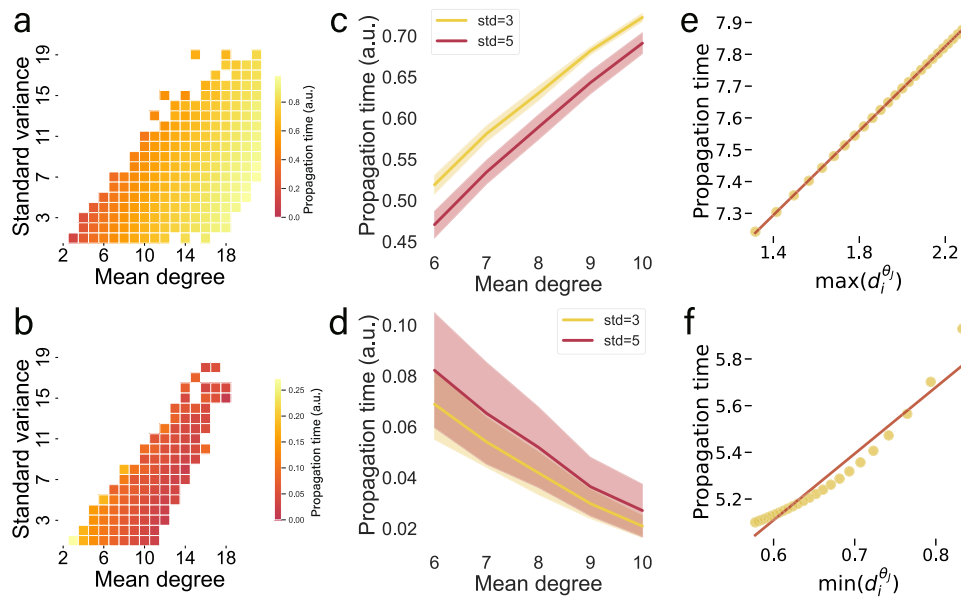 a
Standard variance
19
15
11
7
3
2 6 10 14 18
Mean degree
0.8
0.6
0.4
0.2
0.0
Propagation time (a.u.)
b
Standard variance
19
15
11
7
3
2 6 10 14 18
Mean degree
0.25
0.20
0.15
0.10
0.05
0.00
Propagation time (a.u.)
c
Propagation time (a.u.)
0.70
0.65
0.60
0.55
0.50
0.45
std=3
std=5
6 7 8 9 10
Mean degree
d
Propagation time (a.u.)
0.10
0.08
0.06
0.04
0.02
std=3
std=5
6 7 8 9 10
Mean degree
e
Propagation time
7.9
7.8
7.7
7.6
7.5
7.4
7.3
1.4 1.8 2.2
max(d_i^{θ_J})
f
Propagation time
5.8
5.6
5.4
5.2
0.6 0.7 0.8
min(d_i^{θ_J})